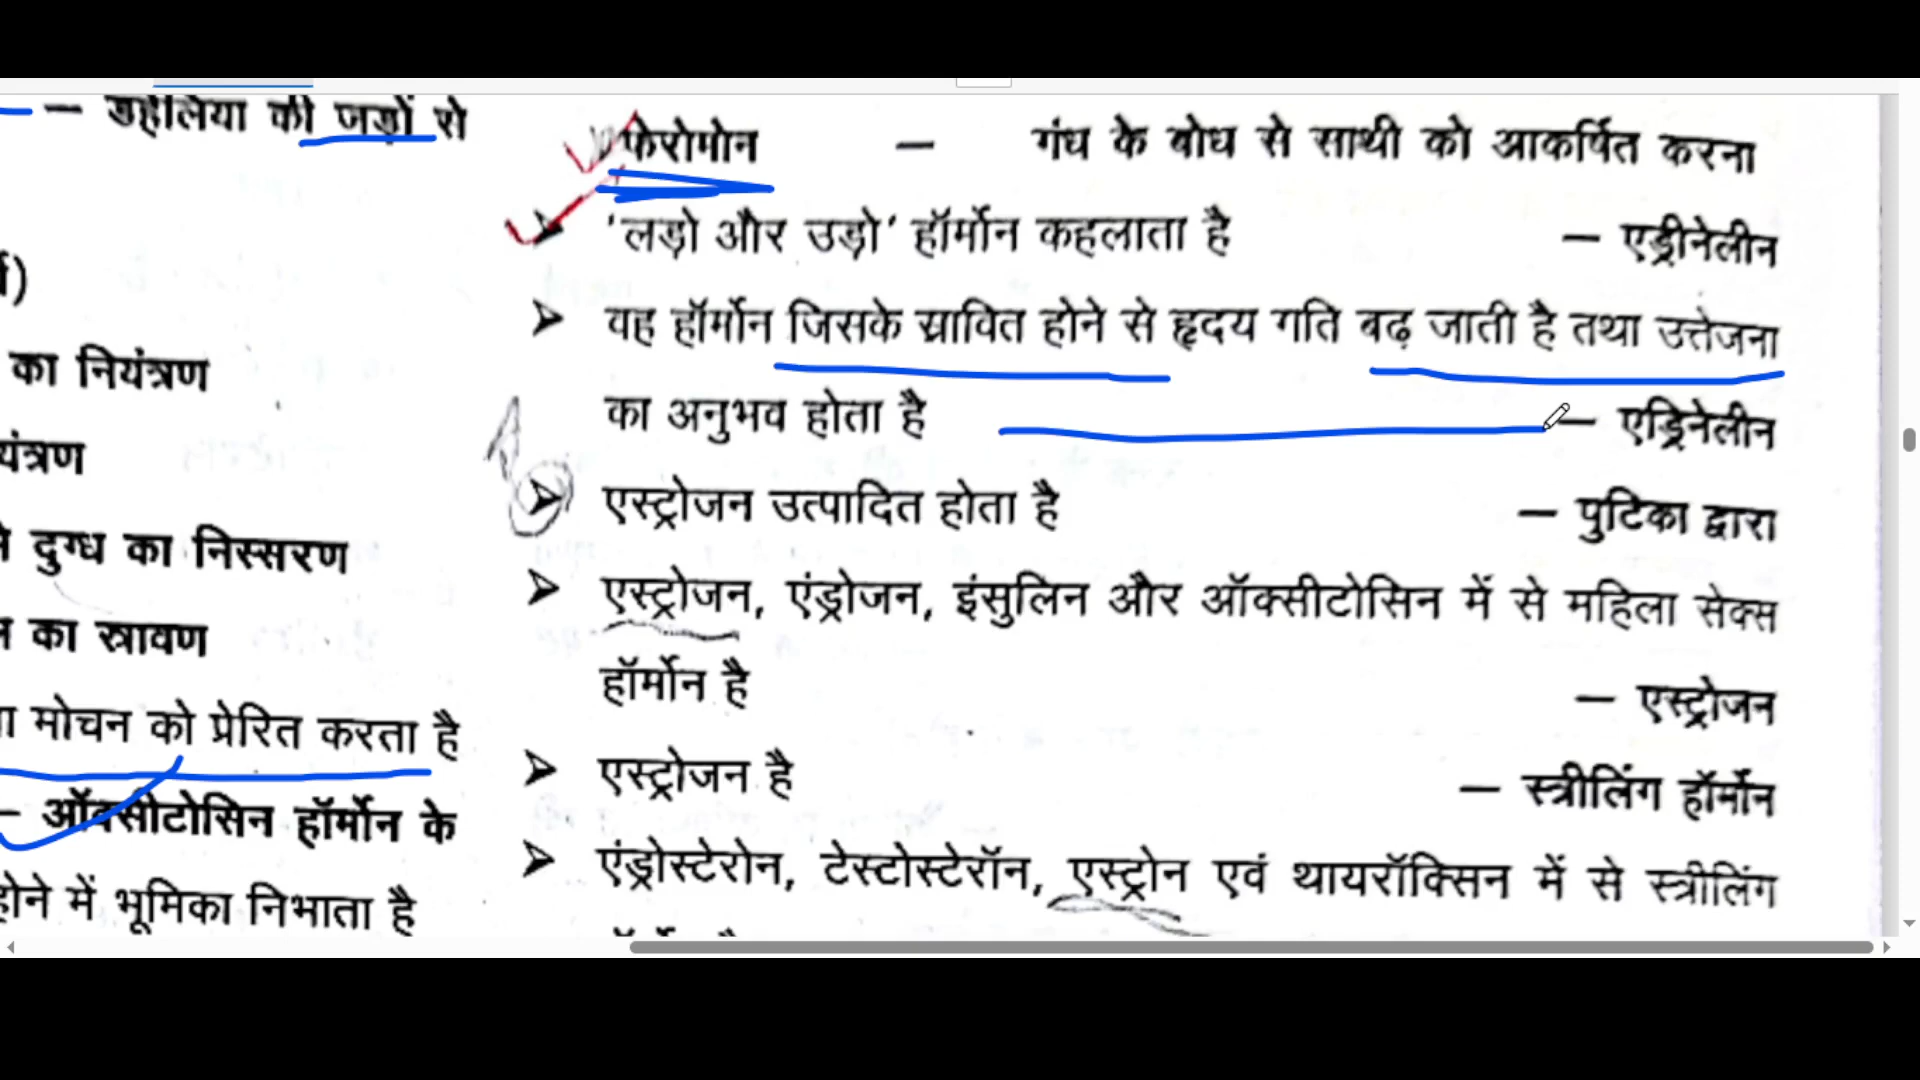 — डहेलिया की जड़ों से
का नियंत्रण
दुग्ध का निस्सरण
का स्त्रावण
मोचन को प्रेरित करता है
— ऑक्सीटोसिन हॉर्मोन के
होने में भूमिका निभाता है
फेरोमोन — गंध के बोध से साथी को आकर्षित करना
➤ 'लड़ो और उड़ो' हॉर्मोन कहलाता है — एड्रीनेलीन
➤ वह हॉर्मोन जिसके स्रावित होने से हृदय गति बढ़ जाती है तथा उत्तेजना
का अनुभव होता है — एड्रिनेलीन
➤ एस्ट्रोजन उत्पादित होता है — पुटिका द्वारा
➤ एस्ट्रोजन, एंड्रोजन, इंसुलिन और ऑक्सीटोसिन में से महिला सेक्स
हॉर्मोन है — एस्ट्रोजन
➤ एस्ट्रोजन है — स्त्रीलिंग हॉर्मोन
➤ एंड्रोस्टेरोन, टेस्टोस्टेरॉन, एस्ट्रोन एवं थायरॉक्सिन में से स्त्रीलिंग